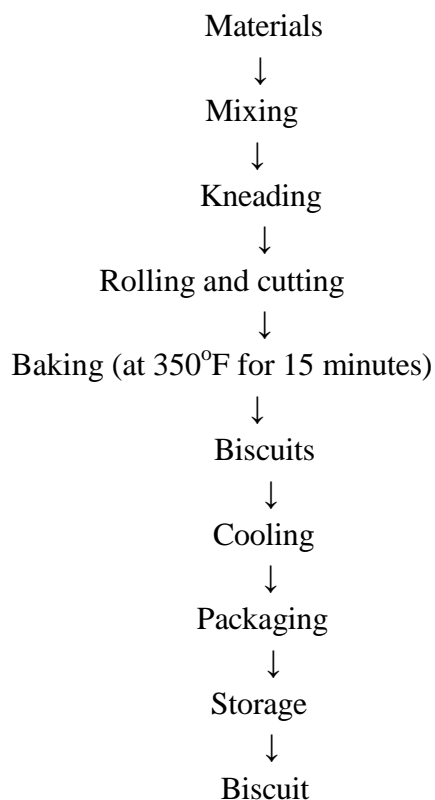 Materials
↓
Mixing
↓
Kneading
↓
Rolling and cutting
↓
Baking (at 350°F for 15 minutes)
↓
Biscuits
↓
Cooling
↓
Packaging
↓
Storage
↓
Biscuit